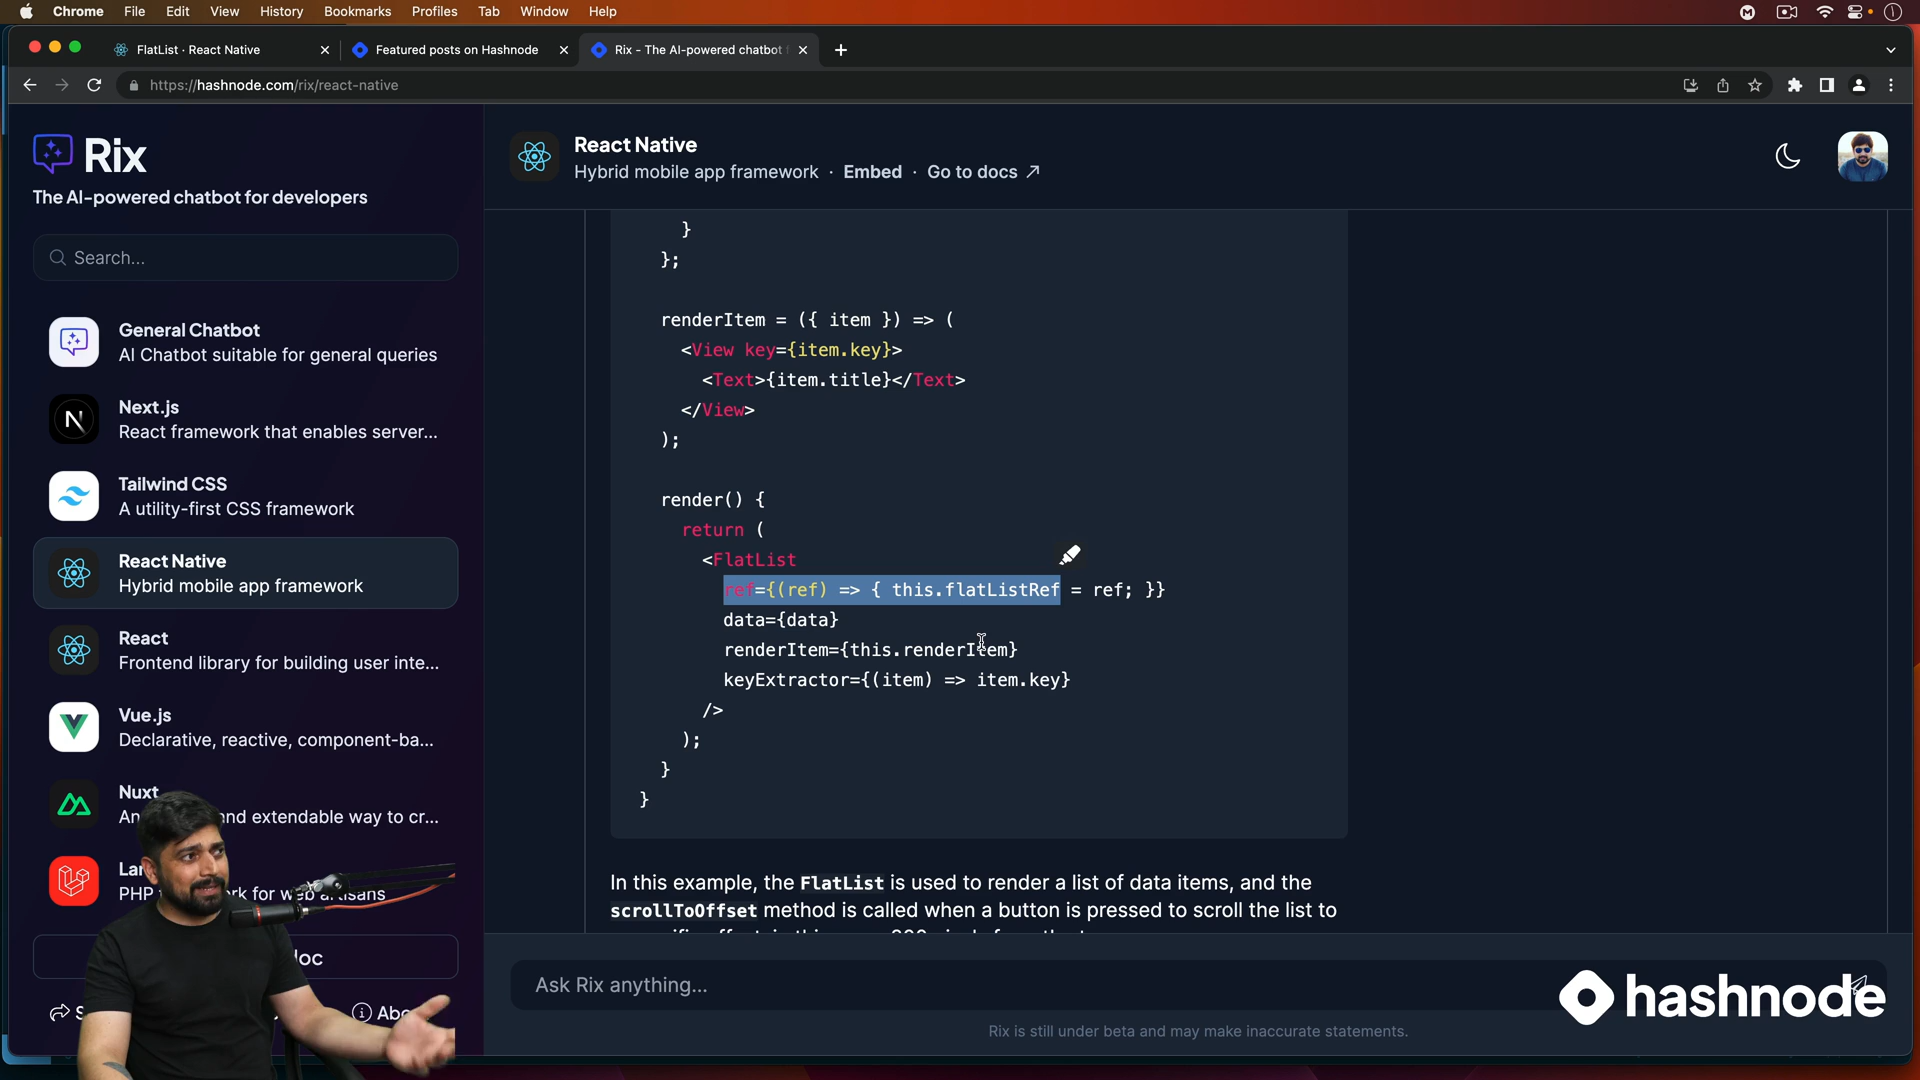 Chrome File Edit View History Bookmarks Profiles Tab Window Help
FlatList · React Native
Featured posts on Hashnode
Rix - The AI-powered chatbot
https://hashnode.com/rix/react-native
Rix
The AI-powered chatbot for developers
Search...
General Chatbot
AI Chatbot suitable for general queries
Next.js
React framework that enables server...
Tailwind CSS
A utility-first CSS framework
React Native
Hybrid mobile app framework
React
Frontend library for building user inte...
Vue.js
Declarative, reactive, component-ba...
Nuxt
and extendable way to cr...
PHP
for web artisans
React Native
Hybrid mobile app framework · Embed · Go to docs ↗
}
};
renderItem = ({ item }) => (
<View key={item.key}>
<Text>{item.title}</Text>
</View>
);
render() {
return (
<FlatList
ref={(ref) => { this.flatListRef = ref; }}
data={data}
renderItem={this.renderItem}
keyExtractor={(item) => item.key}
/>
);
}
}
In this example, the FlatList is used to render a list of data items, and the
scrollToOffset method is called when a button is pressed to scroll the list to
Ask Rix anything...
Rix is still under beta and may make inaccurate statements.
hashnode